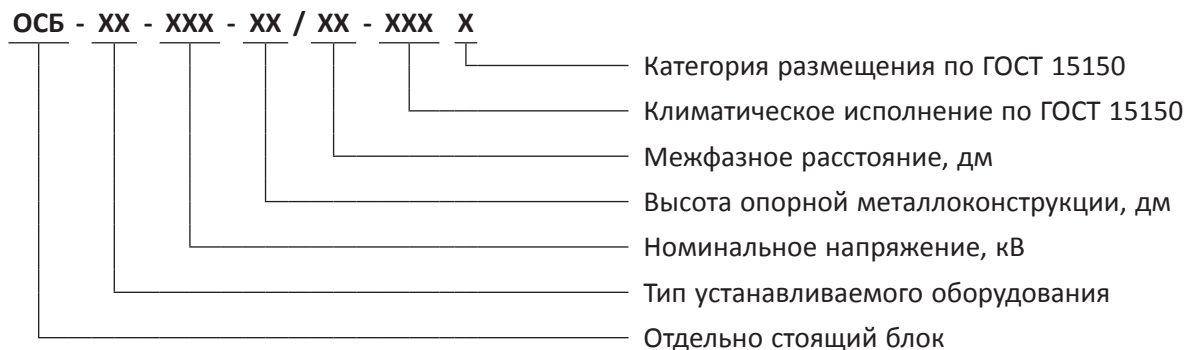 ОСБ - ХХ - ХХХ - ХХ / ХХ - ХХХ Х
Категория размещения по ГОСТ 15150
Климатическое исполнение по ГОСТ 15150
Межфазное расстояние, дм
Высота опорной металлоконструкции, дм
Номинальное напряжение, кВ
Тип устанавливаемого оборудования
Отдельно стоящий блок